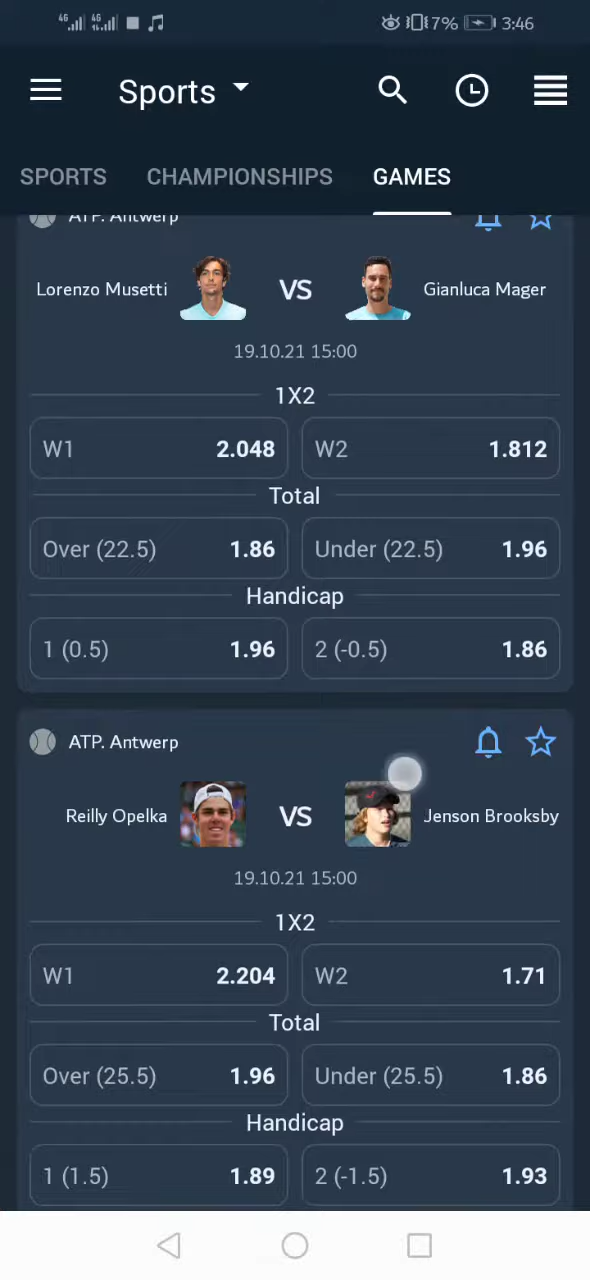 4G 4G 7% 3:46
Sports
SPORTS CHAMPIONSHIPS GAMES
ATP. Antwerp
Lorenzo Musetti VS Gianluca Mager
19.10.21 15:00
1X2
W1 2.048 W2 1.812
Total
Over (22.5) 1.86 Under (22.5) 1.96
Handicap
1 (0.5) 1.96 2 (-0.5) 1.86
ATP. Antwerp
Reilly Opelka VS Jenson Brooksby
19.10.21 15:00
1X2
W1 2.204 W2 1.71
Total
Over (25.5) 1.96 Under (25.5) 1.86
Handicap
1 (1.5) 1.89 2 (-1.5) 1.93